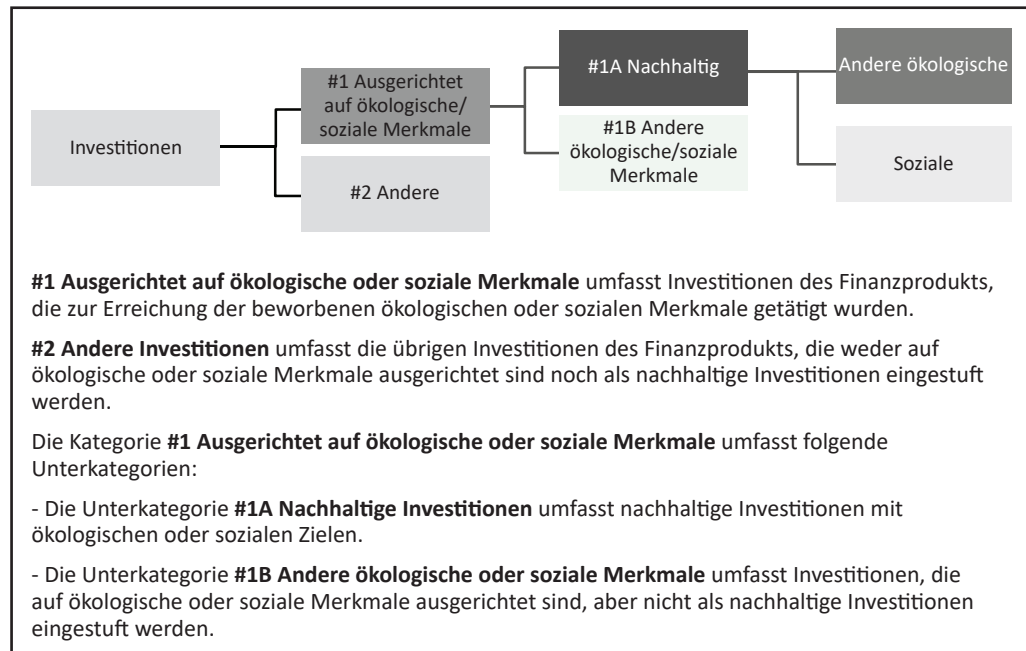 #1A Nachhaltig
Andere ökologische
#1 Ausgerichtet
auf ökologische/
soziale Merkmale
#1B Andere
ökologische/soziale
Merkmale
Investitionen
Soziale
#2 Andere
#1 Ausgerichtet auf ökologische oder soziale Merkmale umfasst Investitionen des Finanzprodukts,
die zur Erreichung der beworbenen ökologischen oder sozialen Merkmale getätigt wurden.
#2 Andere Investitionen umfasst die übrigen Investitionen des Finanzprodukts, die weder auf
ökologische oder soziale Merkmale ausgerichtet sind noch als nachhaltige Investitionen eingestuft
werden.
Die Kategorie #1 Ausgerichtet auf ökologische oder soziale Merkmale umfasst folgende
Unterkategorien:
- Die Unterkategorie #1A Nachhaltige Investitionen umfasst nachhaltige Investitionen mit
ökologischen oder sozialen Zielen.
- Die Unterkategorie #1B Andere ökologische oder soziale Merkmale umfasst Investitionen, die
auf ökologische oder soziale Merkmale ausgerichtet sind, aber nicht als nachhaltige Investitionen
eingestuft werden.